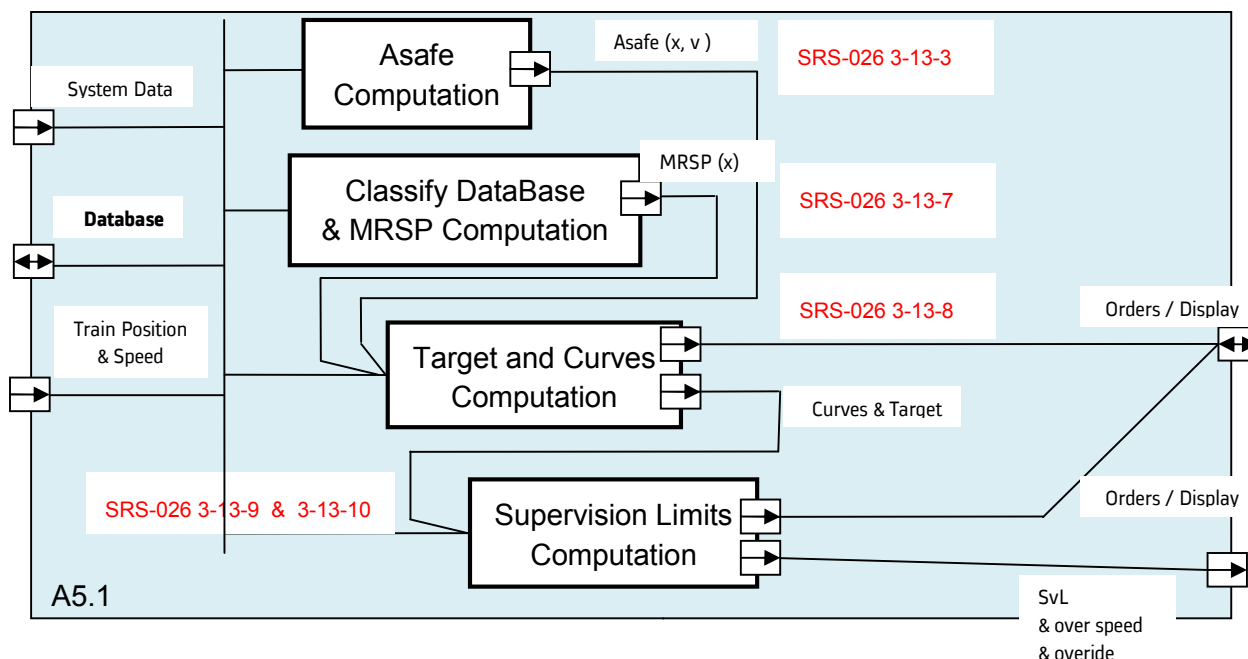 Asafe
Computation
Asafe (x, v )
SRS-026 3-13-3
System Data
MRSP (x)
Classify DataBase
& MRSP Computation
SRS-026 3-13-7
Database
SRS-026 3-13-8
Orders / Display
Train Position
& Speed
Target and Curves
Computation
Curves & Target
SRS-026 3-13-9 & 3-13-10
Supervision Limits
Computation
Orders / Display
A5.1
SvL
& over speed
& overide